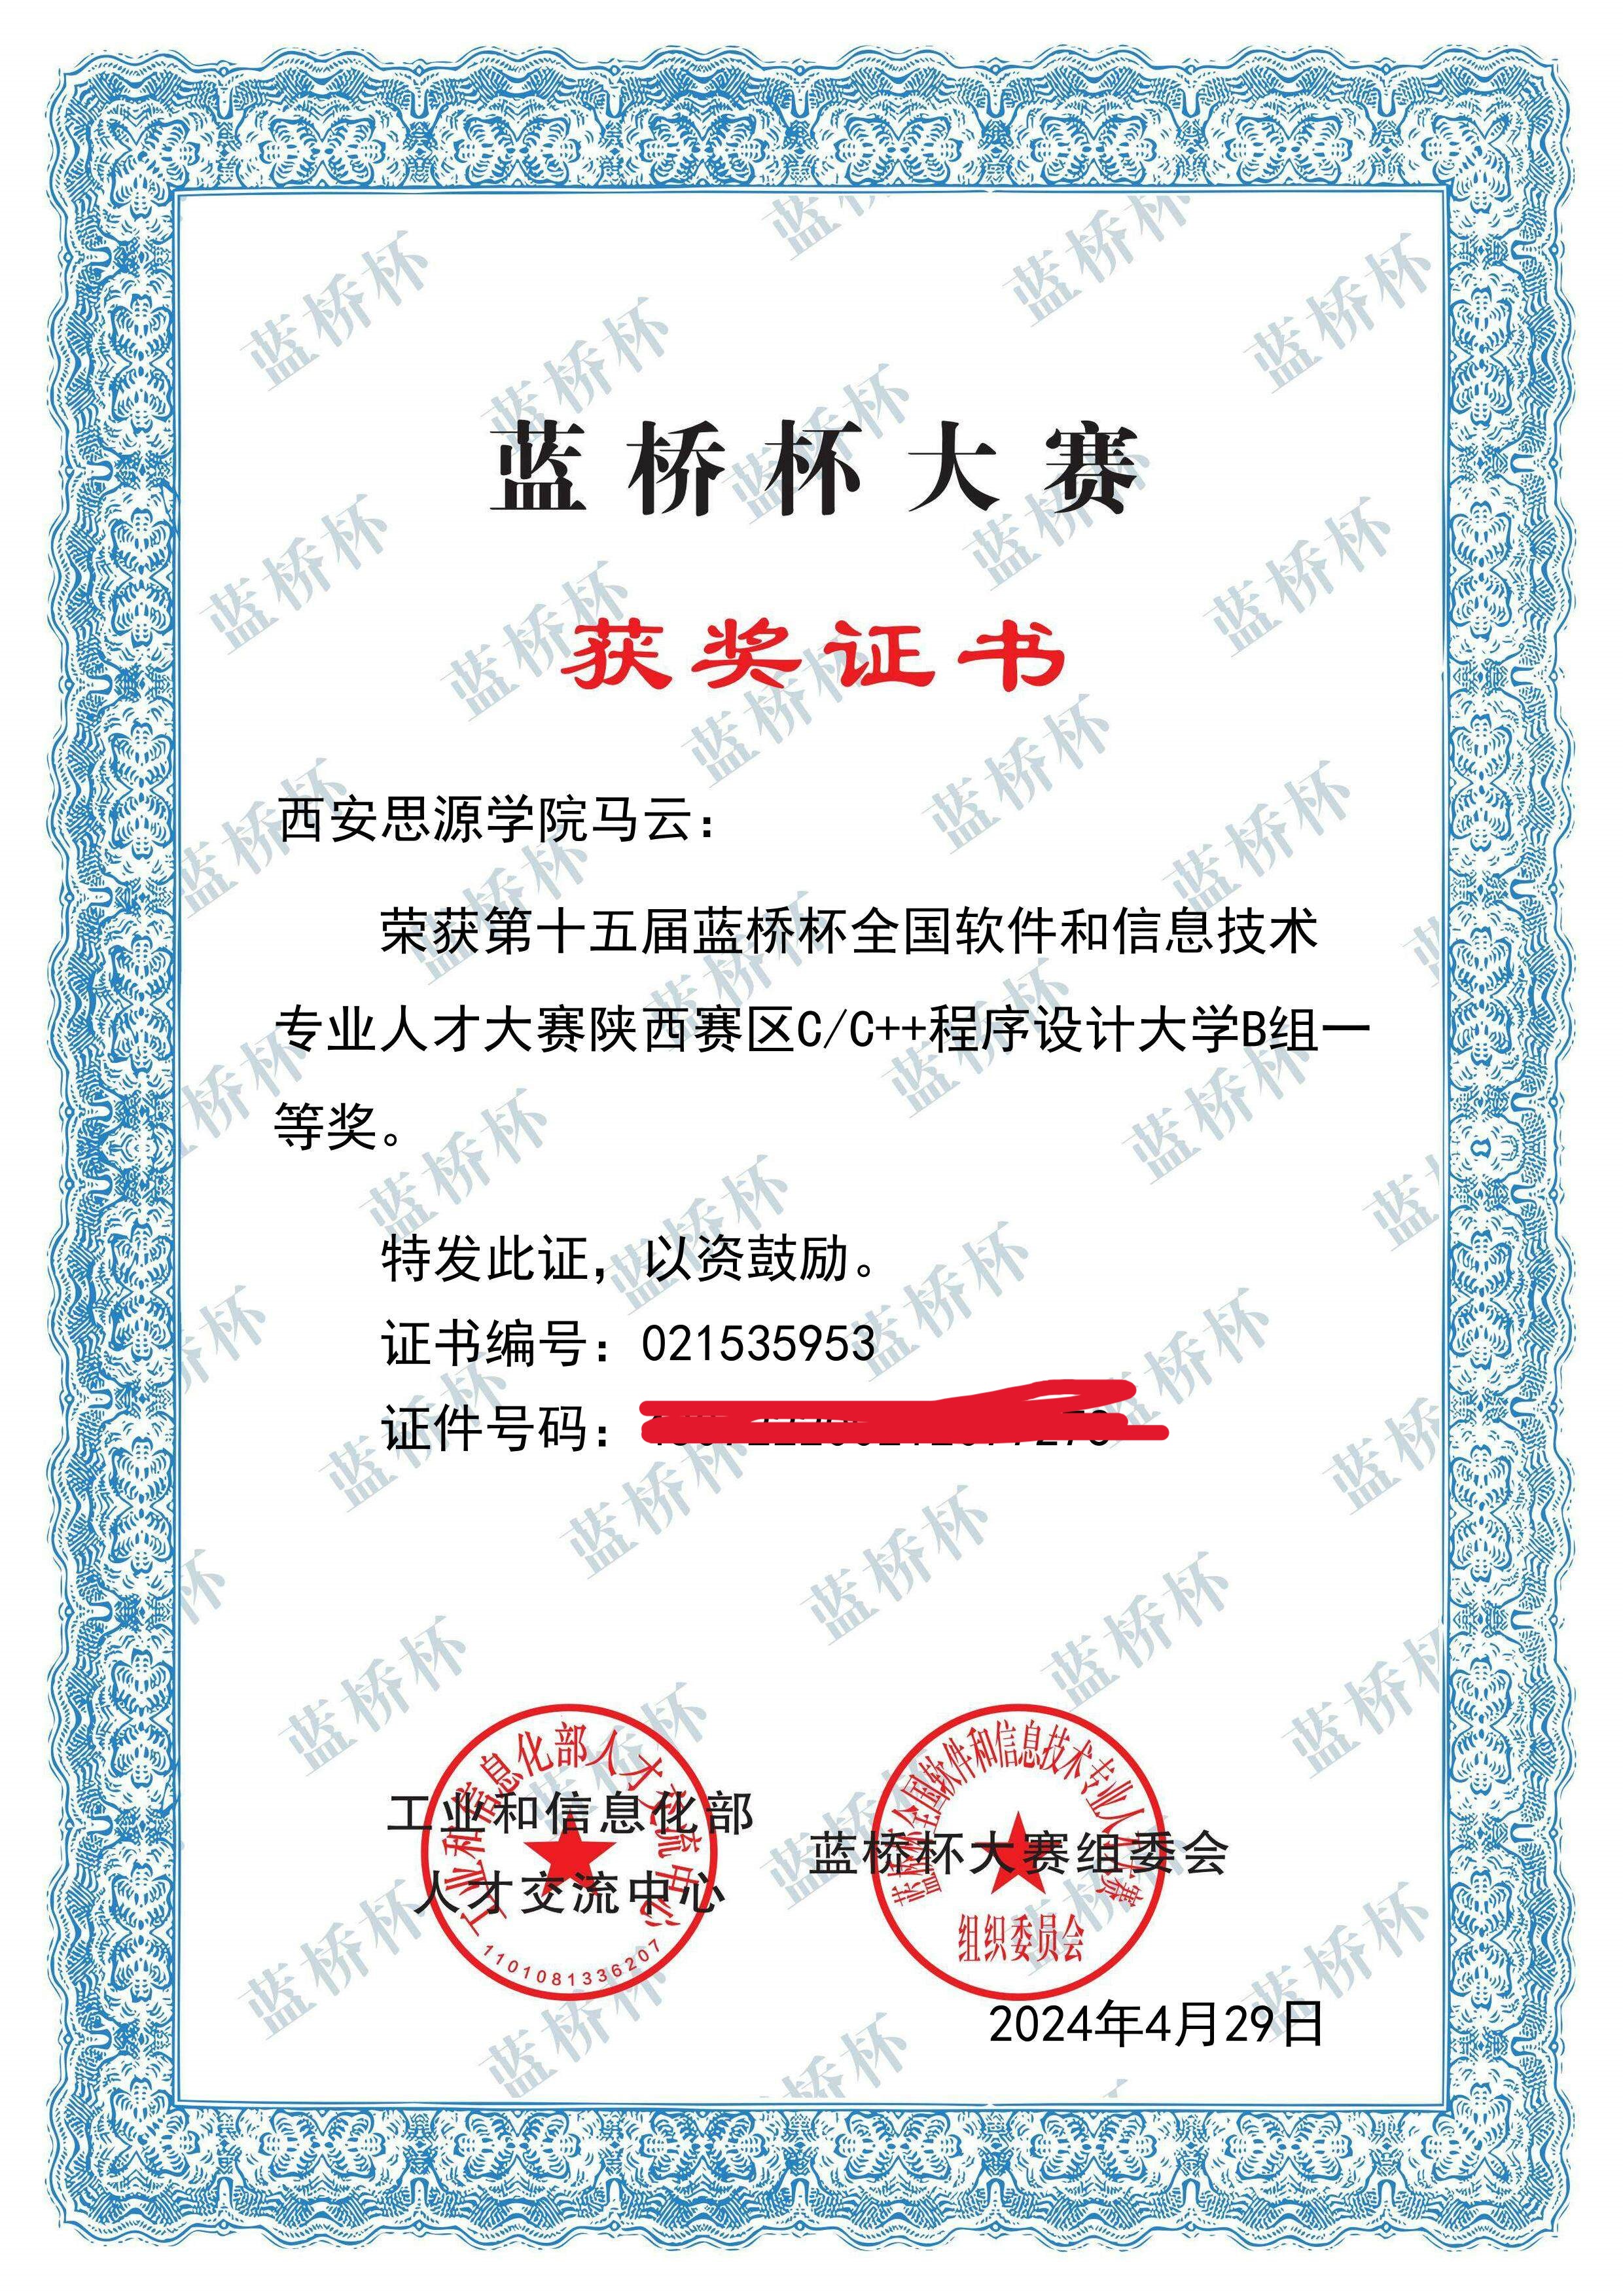 蓝桥杯大赛
获奖证书
西安思源学院马云：
荣获第十五届蓝桥杯全国软件和信息技术
专业人才大赛陕西赛区C/C++程序设计大学B组一
等奖。
特发此证，以资鼓励。
证书编号：021535953
证件号码：
工业和信息化部人才交流中心
工业和信息化部
人才交流中心
1101081336207
蓝桥杯全国软件和信息技术专业人才大赛
蓝桥杯大赛组委会
组织委员会
2024年4月29日
蓝桥杯